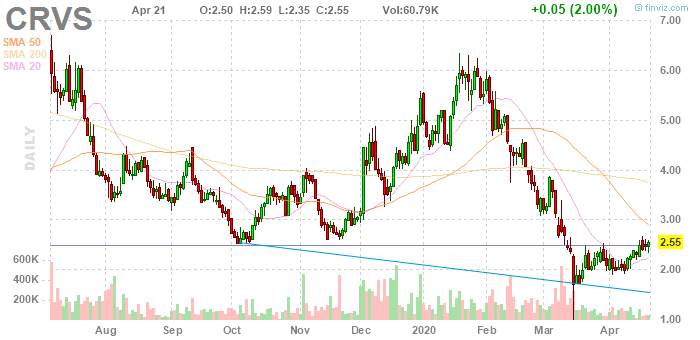 CRVS Apr 21 O:2.50 H:2.59 L:2.35 C:2.55 Vol:60.79K +0.05 (2.00%) © finviz.com
SMA 50
SMA 200
SMA 20
DAILY
7.00
6.00
5.00
4.00
3.00
2.55
2.00
1.00
600K
400K
200K
Aug Sep Oct Nov Dec 2020 Feb Mar Apr